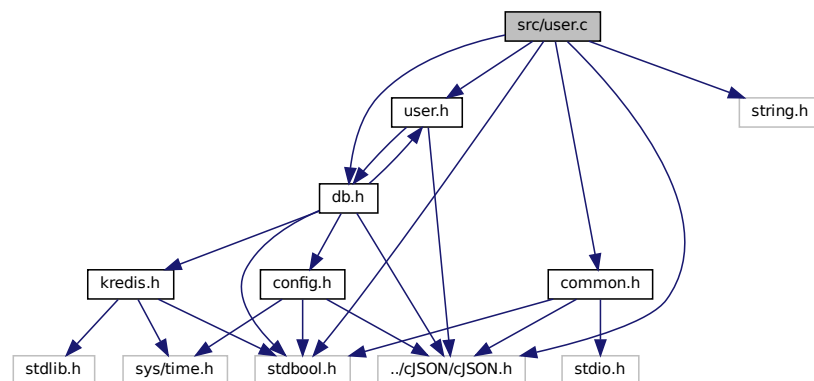 src/user.c
user.h
string.h
db.h
kredis.h
config.h
common.h
stdlib.h
sys/time.h
stdbool.h
../cJSON/cJSON.h
stdio.h